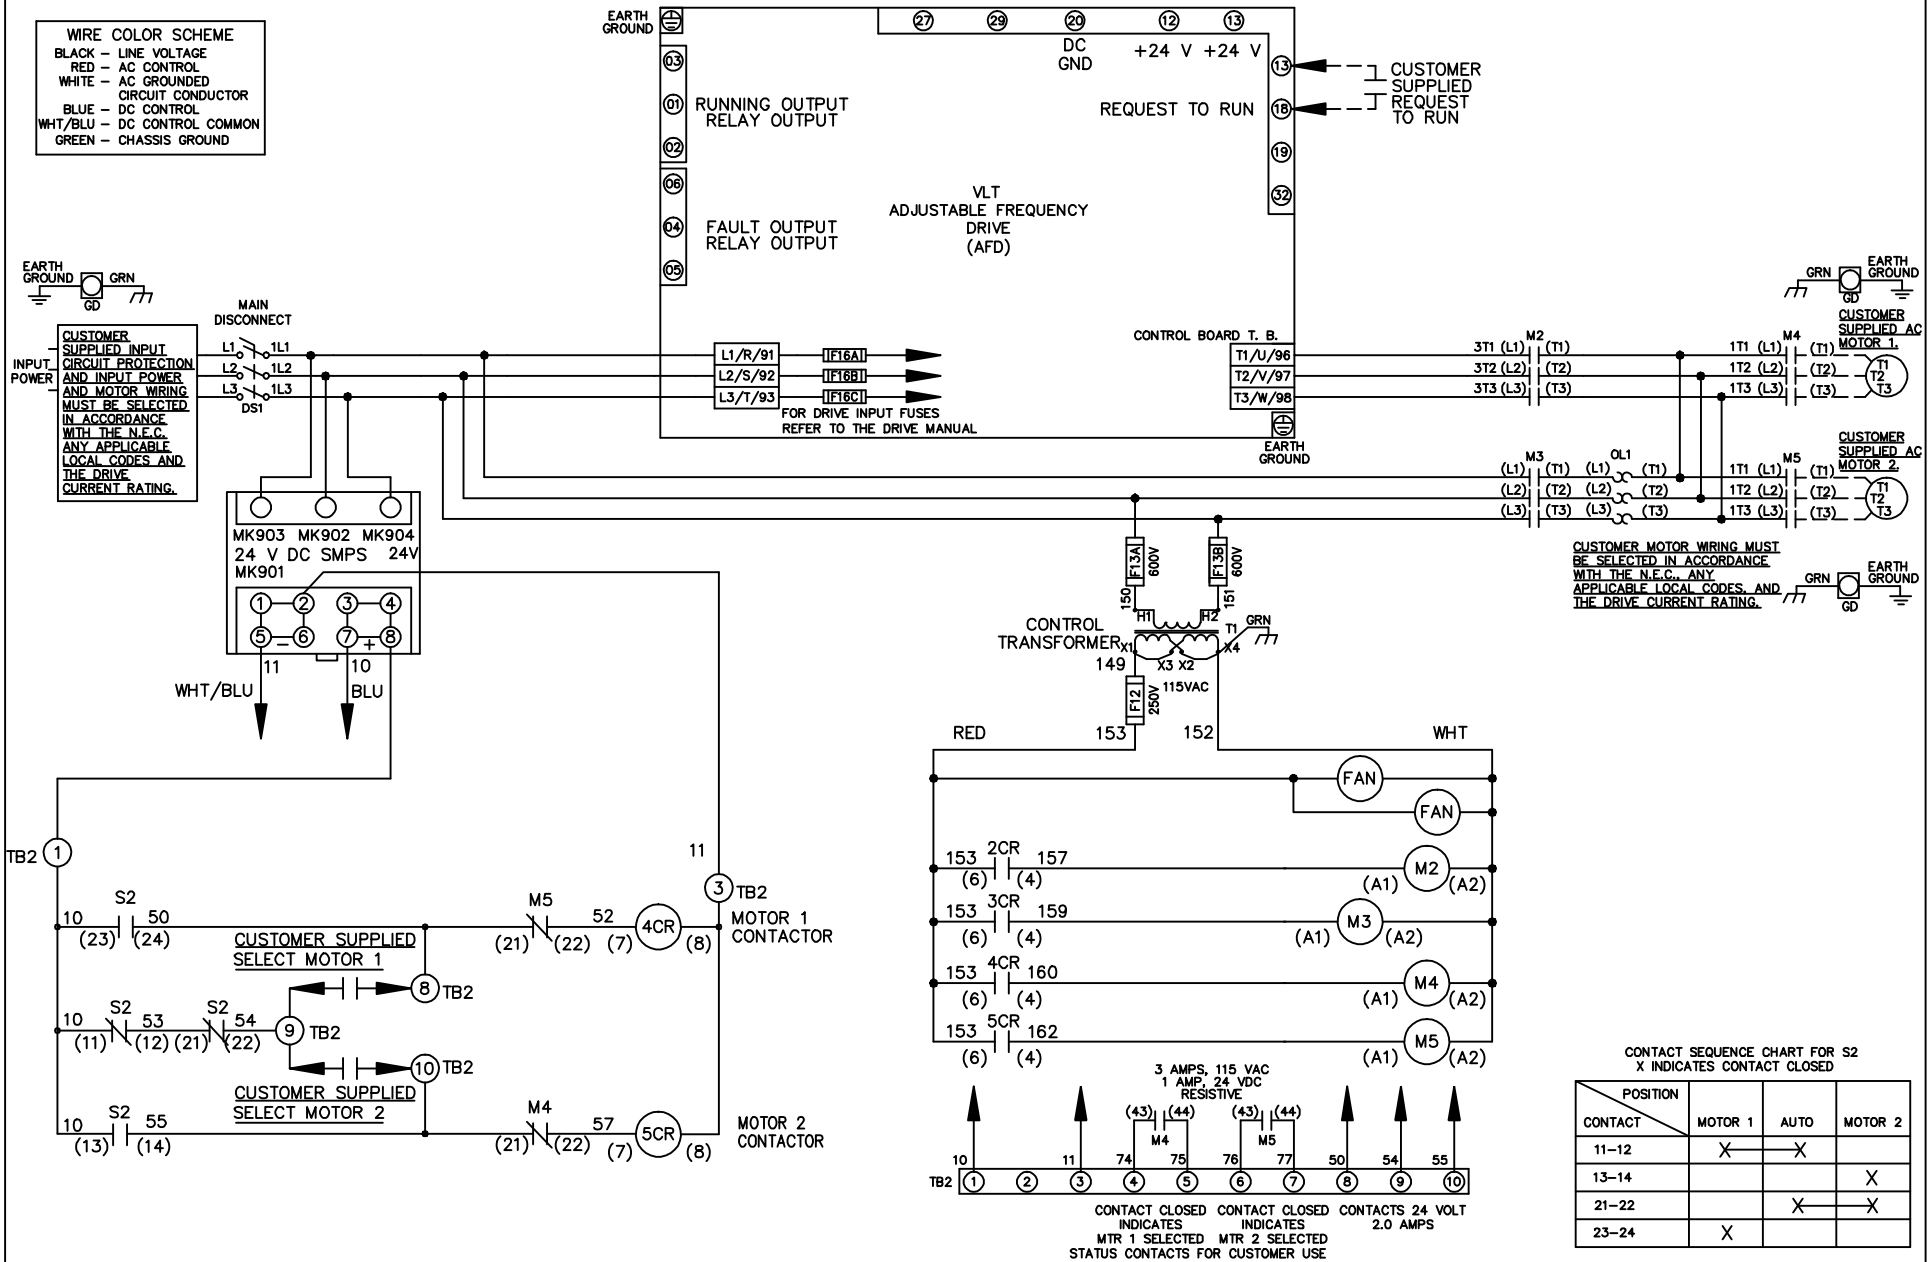 WIRE COLOR SCHEME
BLACK – LINE VOLTAGE
RED – AC CONTROL
WHITE – AC GROUNDED
CIRCUIT CONDUCTOR
BLUE – DC CONTROL
WHT/BLU – DC CONTROL COMMON
GREEN – CHASSIS GROUND
EARTH
GROUND
27 29 20 12 13
DC
GND
+24 V +24 V
03
01
02
RUNNING OUTPUT
RELAY OUTPUT
06
04
05
FAULT OUTPUT
RELAY OUTPUT
VLT
ADJUSTABLE FREQUENCY
DRIVE
(AFD)
REQUEST TO RUN
13
18
19
32
CUSTOMER
SUPPLIED
REQUEST
TO RUN
EARTH
GROUND
GRN
GD
INPUT
POWER
CUSTOMER
SUPPLIED INPUT
CIRCUIT PROTECTION
AND INPUT POWER
AND MOTOR WIRING
MUST BE SELECTED
IN ACCORDANCE
WITH THE N.E.C.
ANY APPLICABLE
LOCAL CODES AND
THE DRIVE
CURRENT RATING.
MAIN
DISCONNECT
L1 1L1
L2 1L2
L3 1L3
DS1
L1/R/91 F16A
L2/S/92 F16B
L3/T/93 F16C
FOR DRIVE INPUT FUSES
REFER TO THE DRIVE MANUAL
CONTROL BOARD T. B.
T1/U/96
T2/V/97
T3/W/98
EARTH
GROUND
M2
3T1 (L1) (T1)
3T2 (L2) (T2)
3T3 (L3) (T3)
M4
1T1 (L1) (T1)
1T2 (L2) (T2)
1T3 (L3) (T3)
GRN
GD
EARTH
GROUND
CUSTOMER
SUPPLIED AC
MOTOR 1.
T1
T2
T3
M3
(L1) (T1)
(L2) (T2)
(L3) (T3)
OL1
(L1) (T1)
(L2) (T2)
(L3) (T3)
M5
1T1 (L1) (T1)
1T2 (L2) (T2)
1T3 (L3) (T3)
CUSTOMER
SUPPLIED AC
MOTOR 2.
T1
T2
T3
CUSTOMER MOTOR WIRING MUST
BE SELECTED IN ACCORDANCE
WITH THE N.E.C., ANY
APPLICABLE LOCAL CODES, AND
THE DRIVE CURRENT RATING.
GRN
GD
EARTH
GROUND
MK903 MK902 MK904
24 V DC SMPS 24V
MK901
1 2 3 4
5 – 6 7 + 8
11
10
WHT/BLU
BLU
F13A
600V
F13B
600V
150
151
H1 H2
CONTROL
TRANSFORMER
T1
GRN
X1 X3 X2 X4
149
115VAC
F12
250V
153
152
RED
WHT
FAN
FAN
153 2CR 157
(6) (4)
M2
(A1) (A2)
153 3CR 159
(6) (4)
M3
(A1) (A2)
153 4CR 160
(6) (4)
M4
(A1) (A2)
153 5CR 162
(6) (4)
M5
(A1) (A2)
TB2 1
11
3 TB2
S2
10 50
(23) (24)
M5
(21) (22)
52
(7) 4CR (8)
MOTOR 1
CONTACTOR
CUSTOMER SUPPLIED
SELECT MOTOR 1
8 TB2
S2 S2
10 53 54
(11) (12) (21) (22)
9 TB2
10 TB2
CUSTOMER SUPPLIED
SELECT MOTOR 2
S2
10 55
(13) (14)
M4
(21) (22)
57
(7) 5CR (8)
MOTOR 2
CONTACTOR
3 AMPS, 115 VAC
1 AMP, 24 VDC
RESISTIVE
(43) (44) (43) (44)
M4 M5
10 11 74 75 76 77 50 54 55
TB2 1 2 3 4 5 6 7 8 9 10
CONTACT CLOSED
INDICATES
MTR 1 SELECTED
CONTACT CLOSED
INDICATES
MTR 2 SELECTED
STATUS CONTACTS FOR CUSTOMER USE
CONTACTS 24 VOLT
2.0 AMPS
CONTACT SEQUENCE CHART FOR S2
X INDICATES CONTACT CLOSED
POSITION
CONTACT MOTOR 1 AUTO MOTOR 2
11–12 X X
13–14 X
21–22 X X
23–24 X